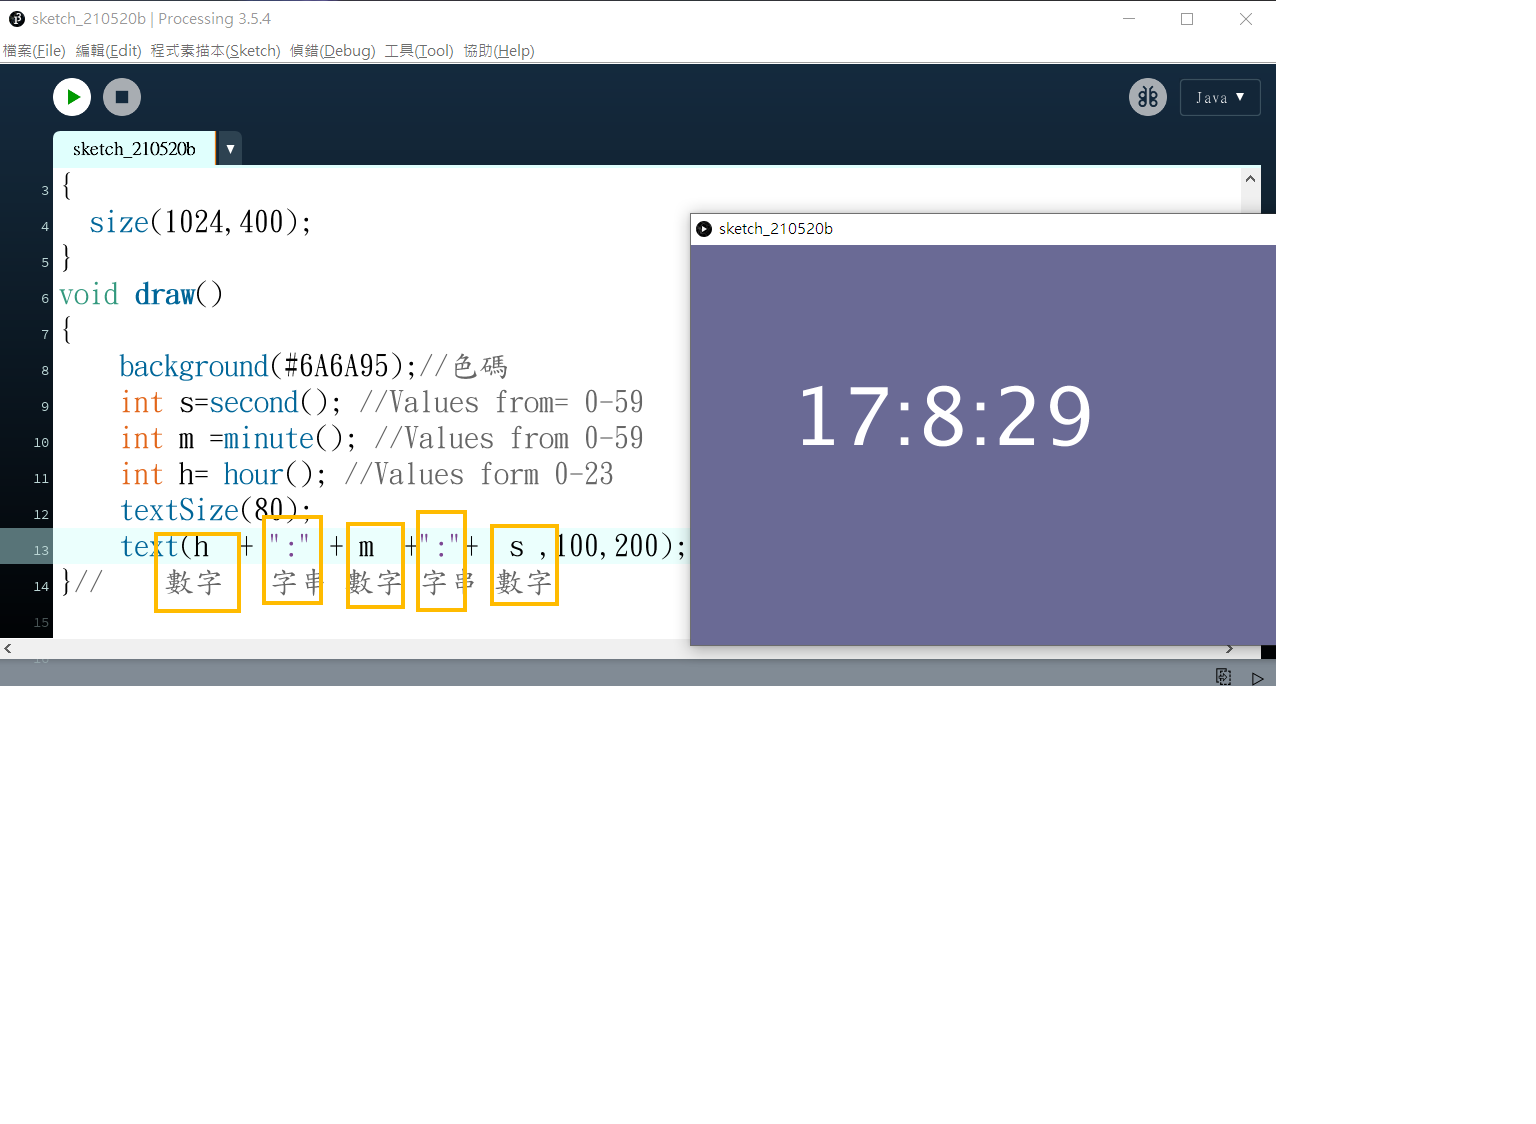 sketch_210520b | Processing 3.5.4
檔案(File) 編輯(Edit) 程式素描本(Sketch) 偵錯(Debug) 工具(Tool) 協助(Help)
Java ▼
sketch_210520b ▼
3 {
4 size(1024,400);
5 }
6 void draw()
7 {
8 background(#6A6A95);//色碼
9 int s=second(); //Values from= 0-59
10 int m =minute(); //Values from 0-59
11 int h= hour(); //Values form 0-23
12 textSize(80);
13 text(h + ":" + m +":"+ s ,100,200);
14 }// 數字 字串 數字 字串 數字
15
16
sketch_210520b
17:8:29